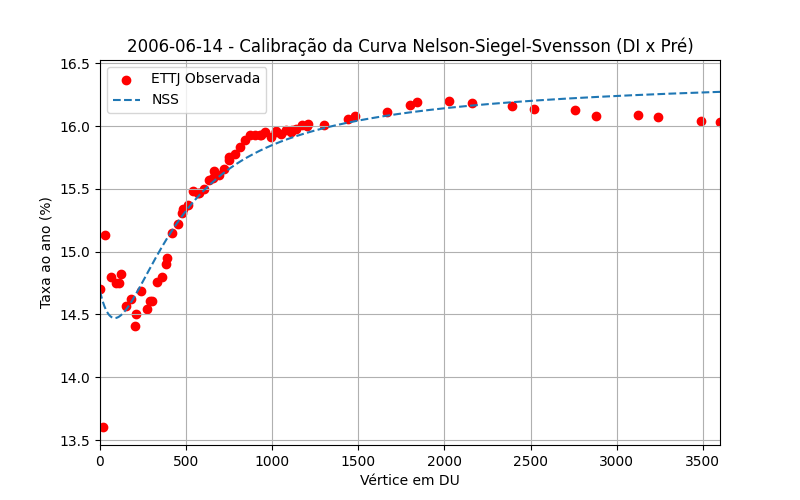 2006-06-14 - Calibração da Curva Nelson-Siegel-Svensson (DI x Pré)
16.5
16.0
15.5
15.0
14.5
14.0
13.5
Taxa ao ano (%)
ETTJ Observada
NSS
0 500 1000 1500 2000 2500 3000 3500
Vértice em DU